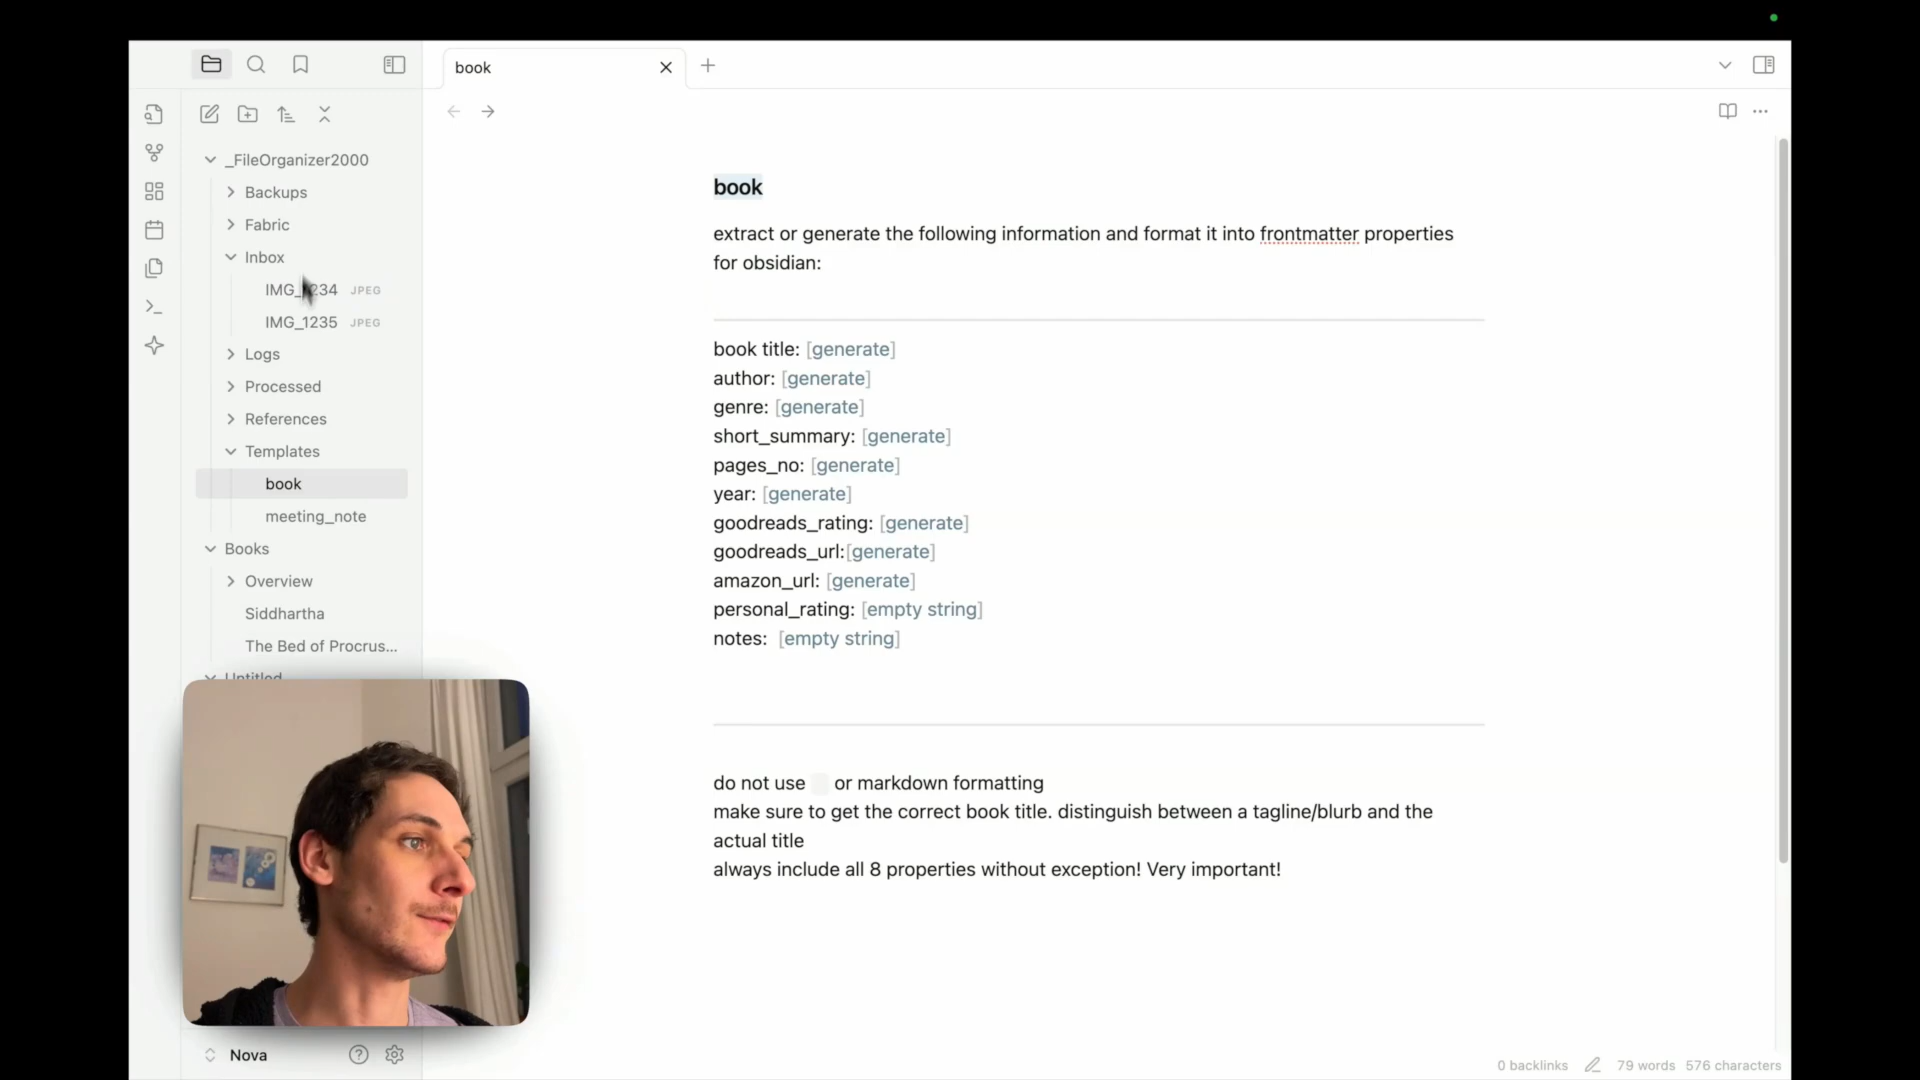 book
_FileOrganizer2000
Backups
Fabric
Inbox
IMG_1234 JPEG
IMG_1235 JPEG
Logs
Processed
References
Templates
book
meeting_note
Books
Overview
Siddhartha
The Bed of Procrus...
Untitled
Nova
book
extract or generate the following information and format it into frontmatter properties
for obsidian:
book title: [generate]
author: [generate]
genre: [generate]
short_summary: [generate]
pages_no: [generate]
year: [generate]
goodreads_rating: [generate]
goodreads_url:[generate]
amazon_url: [generate]
personal_rating: [empty string]
notes: [empty string]
do not use or markdown formatting
make sure to get the correct book title. distinguish between a tagline/blurb and the
actual title
always include all 8 properties without exception! Very important!
0 backlinks 79 words 576 characters